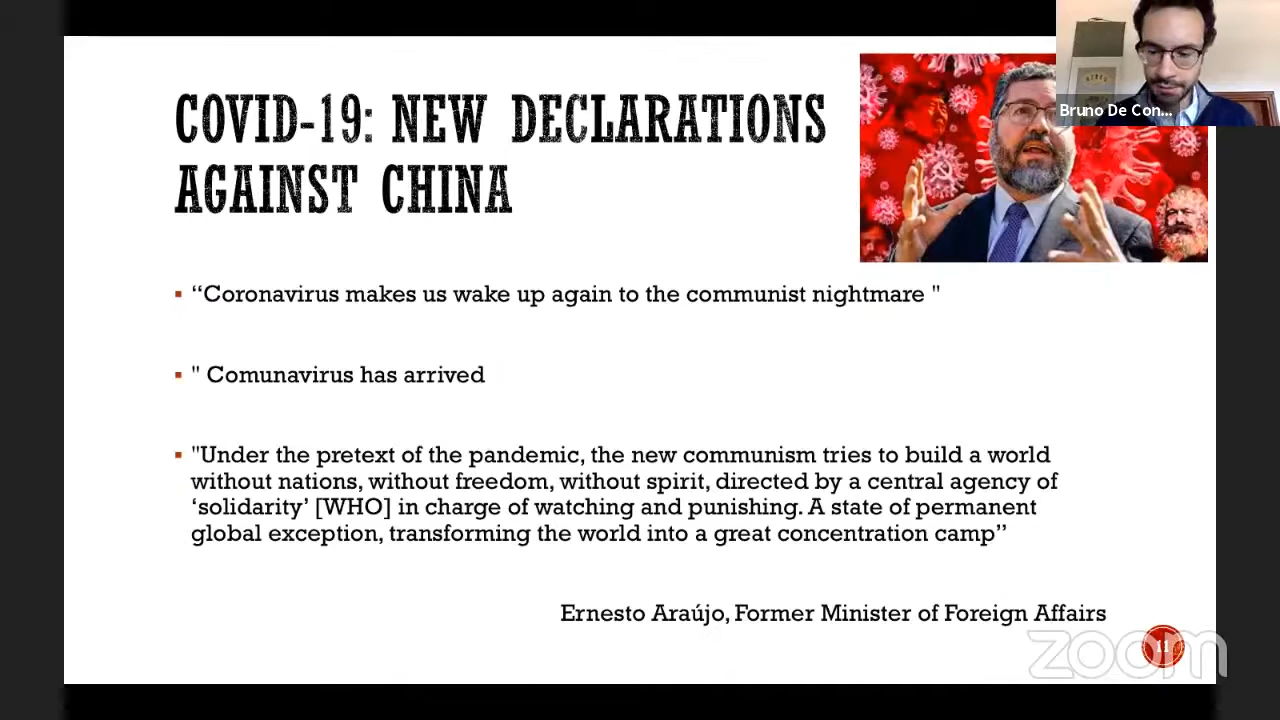 Bruno De Con...
COVID-19: NEW DECLARATIONS
AGAINST CHINA
▪ “Coronavirus makes us wake up again to the communist nightmare "
▪ " Comunavirus has arrived
▪ "Under the pretext of the pandemic, the new communism tries to build a world
without nations, without freedom, without spirit, directed by a central agency of
‘solidarity’ [WHO] in charge of watching and punishing. A state of permanent
global exception, transforming the world into a great concentration camp”
Ernesto Araújo, Former Minister of Foreign Affairs
11
zoom